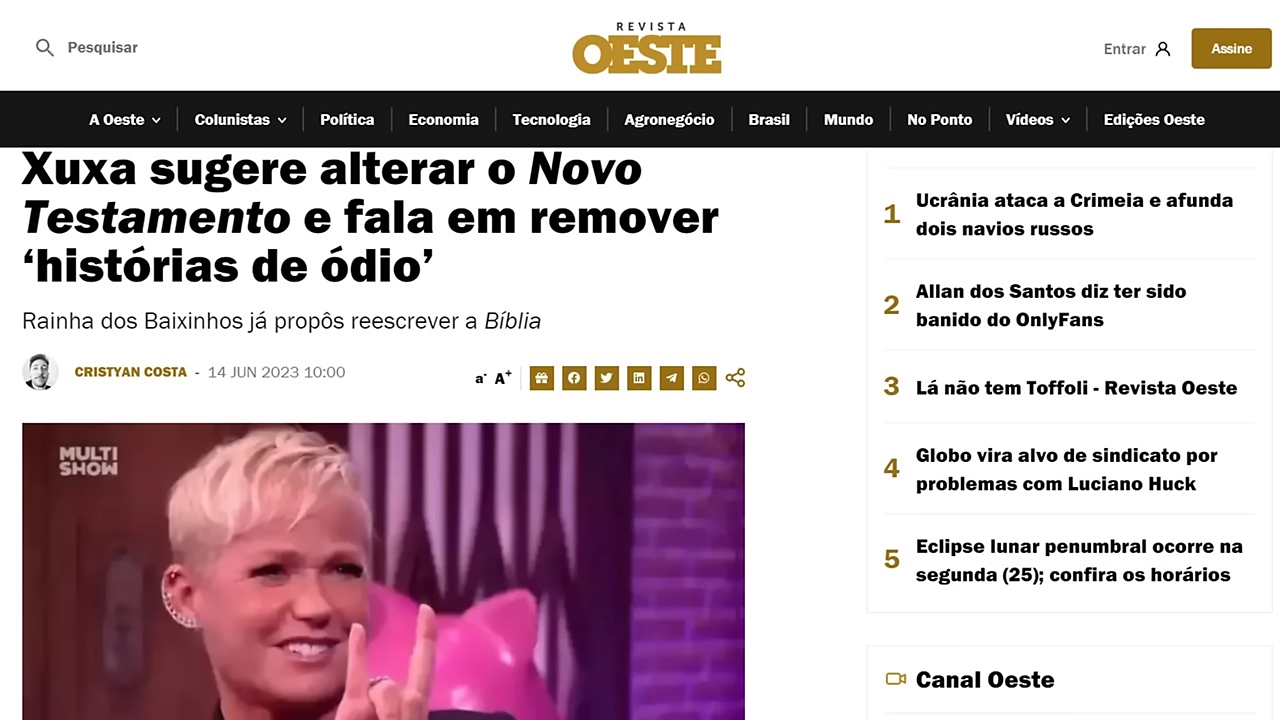 Pesquisar
REVISTA
OESTE
Entrar
Assine
A Oeste
Colunistas
Política
Economia
Tecnologia
Agronegócio
Brasil
Mundo
No Ponto
Vídeos
Edições Oeste
Xuxa sugere alterar o Novo
Testamento e fala em remover
‘histórias de ódio’
Rainha dos Baixinhos já propôs reescrever a Bíblia
CRISTYAN COSTA - 14 JUN 2023 10:00
a- A+
MULTI
SHOW
1
Ucrânia ataca a Crimeia e afunda
dois navios russos
2
Allan dos Santos diz ter sido
banido do OnlyFans
3
Lá não tem Toffoli - Revista Oeste
4
Globo vira alvo de sindicato por
problemas com Luciano Huck
5
Eclipse lunar penumbral ocorre na
segunda (25); confira os horários
Canal Oeste